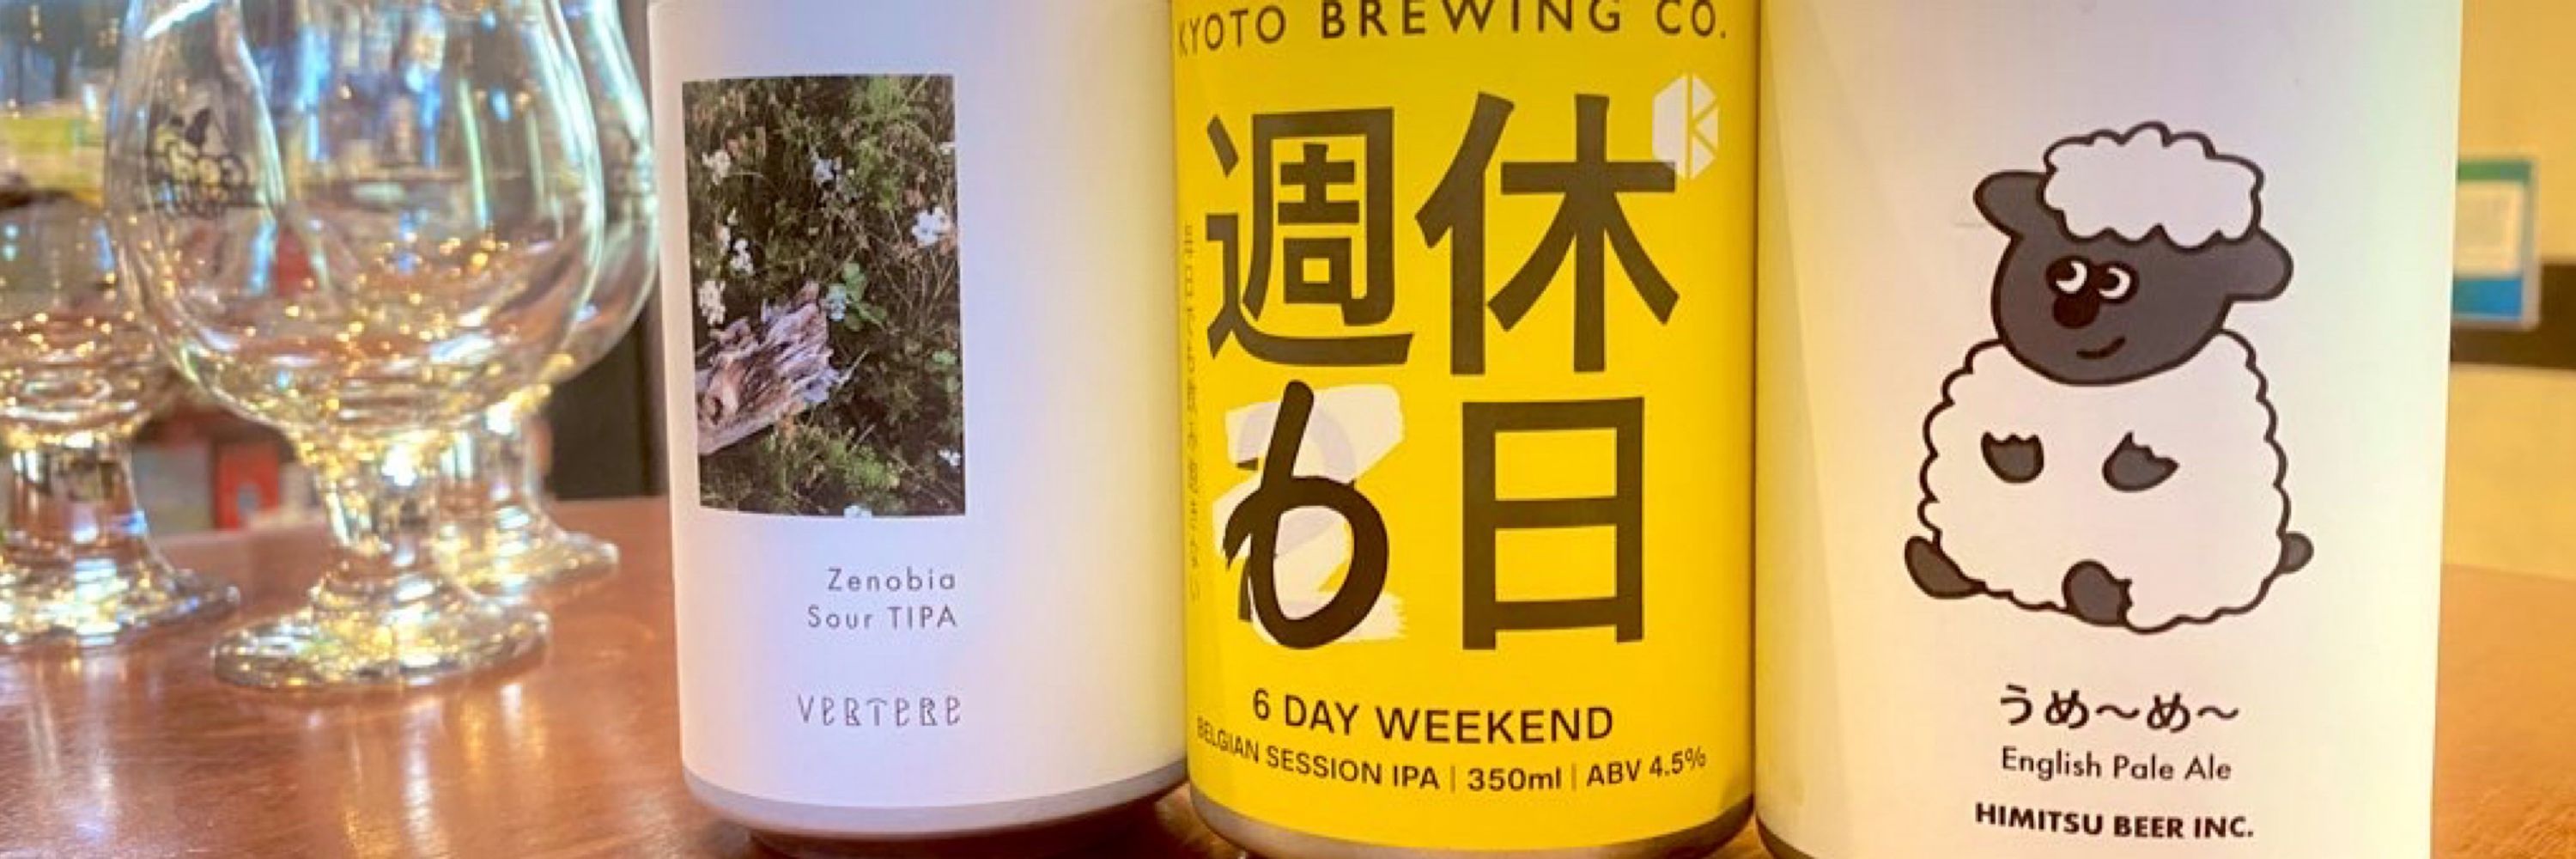 Zenobia
Sour TIPA
VERTERE
KYOTO BREWING CO.
週休
6日
6 DAY WEEKEND
BELGIAN SESSION IPA | 350ml | ABV 4.5%
うめ〜め〜
English Pale Ale
HIMITSU BEER INC.